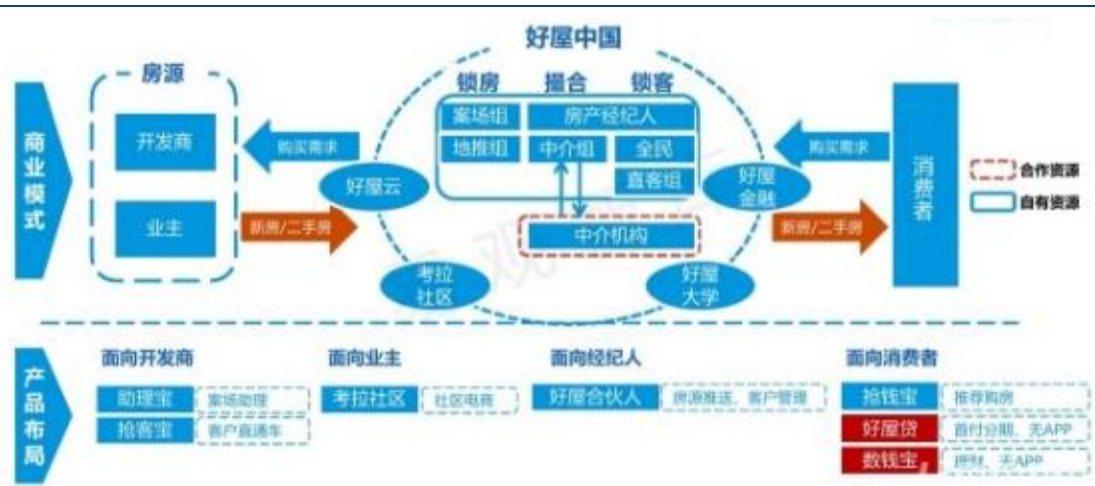 好屋中国
房源
锁房 撮合 锁客
案场组 房产经纪人
地推组 中介组 全民
直客组
商业模式
开发商
业主
购买需求
新房/二手房
好屋云
好屋
金融
中介机构
考拉
社区
好屋
大学
购买需求
新房/二手房
消费者
合作资源
自有资源
产品布局
面向开发商
助理宝 案场助理
抢客宝 客户直通车
面向业主
考拉社区 社区电商
面向经纪人
好屋合伙人 房源推送、客户管理
面向消费者
抢钱宝 推荐购房
好屋贷 首付分期、无APP
数钱宝 理财、无APP